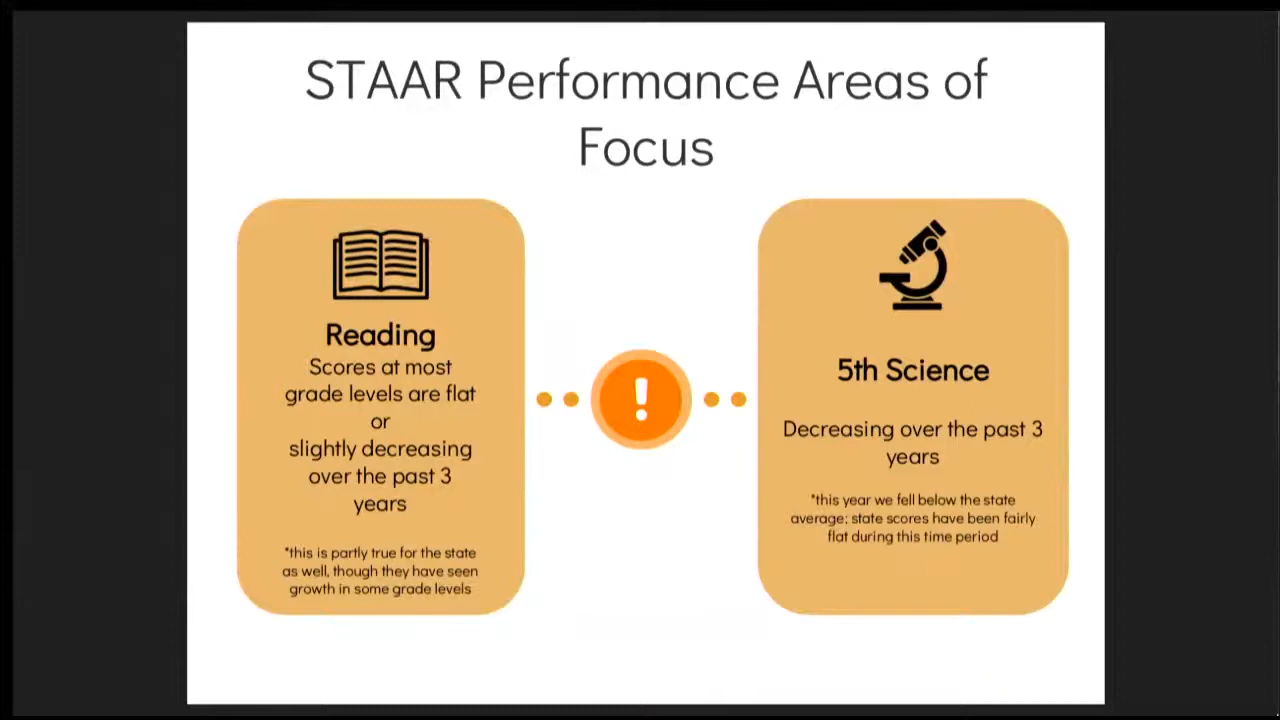 STAAR Performance Areas of
Focus
Reading
Scores at most
grade levels are flat
or
slightly decreasing
over the past 3
years
*this is partly true for the state
as well, though they have seen
growth in some grade levels
!
5th Science
Decreasing over the past 3
years
*this year we fell below the state
average; state scores have been fairly
flat during this time period